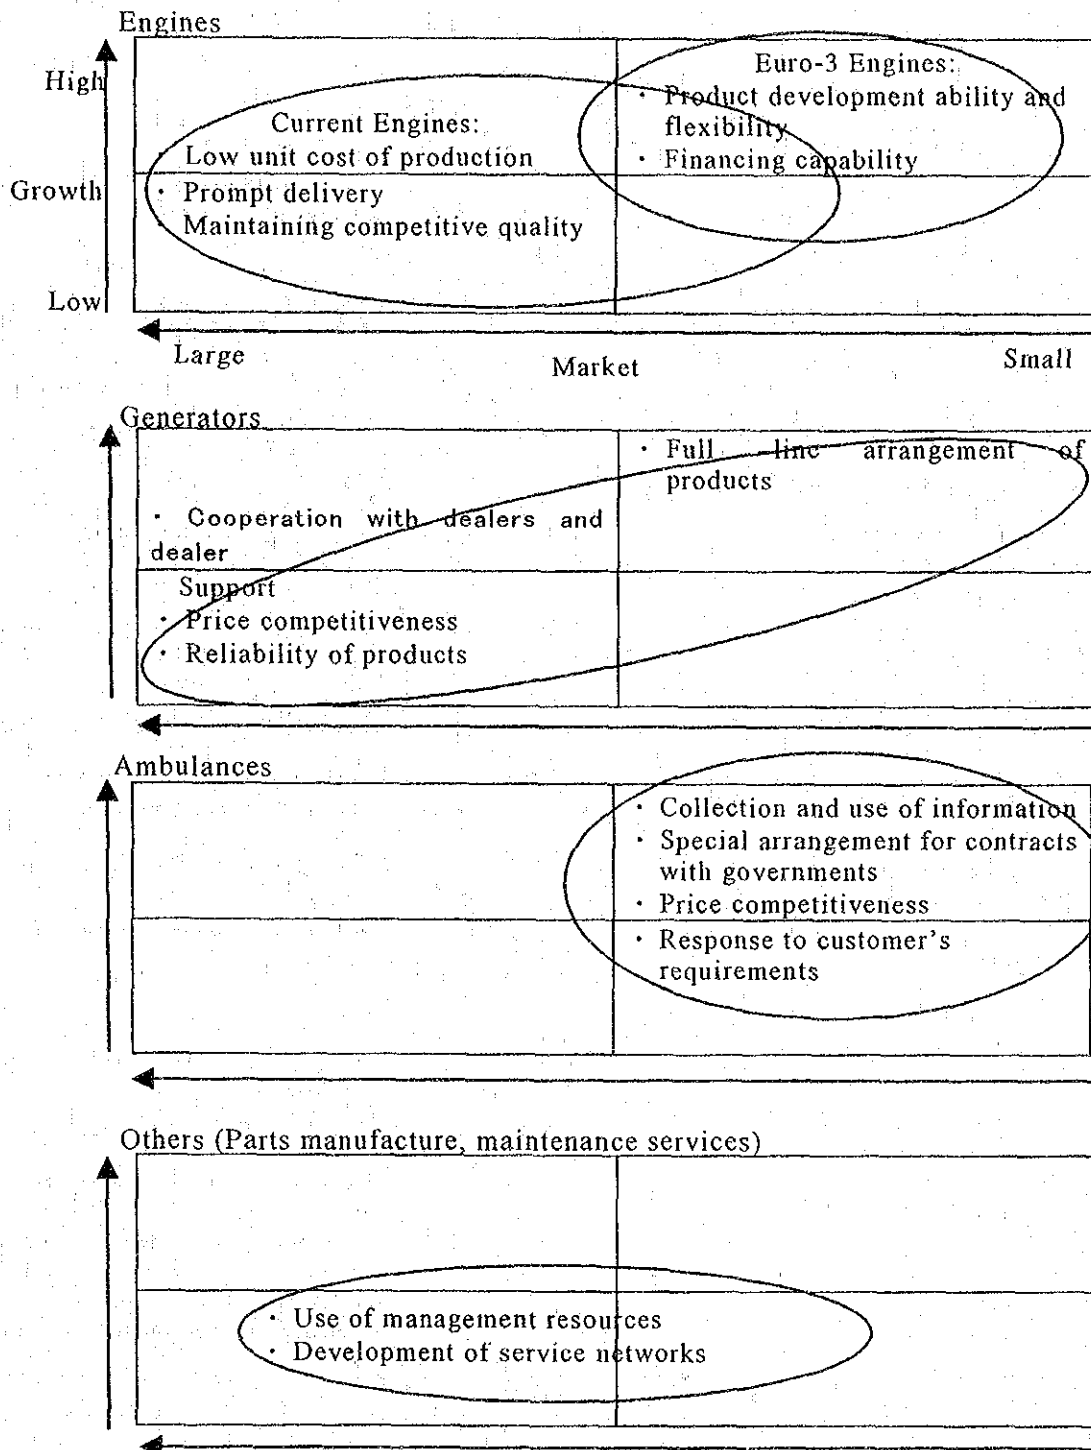 Engines
High
Growth
Low
Current Engines:
・ Low unit cost of production
・ Prompt delivery
・ Maintaining competitive quality
Euro-3 Engines:
・ Product development ability and
flexibility
・ Financing capability
Large
Market
Small
Generators
・ Cooperation with dealers and
dealer
Support
・ Price competitiveness
・ Reliability of products
・ Full line arrangement of
products
Ambulances
・ Collection and use of information
・ Special arrangement for contracts
with governments
・ Price competitiveness
・ Response to customer's
requirements
Others (Parts manufacture, maintenance services)
・ Use of management resources
・ Development of service networks